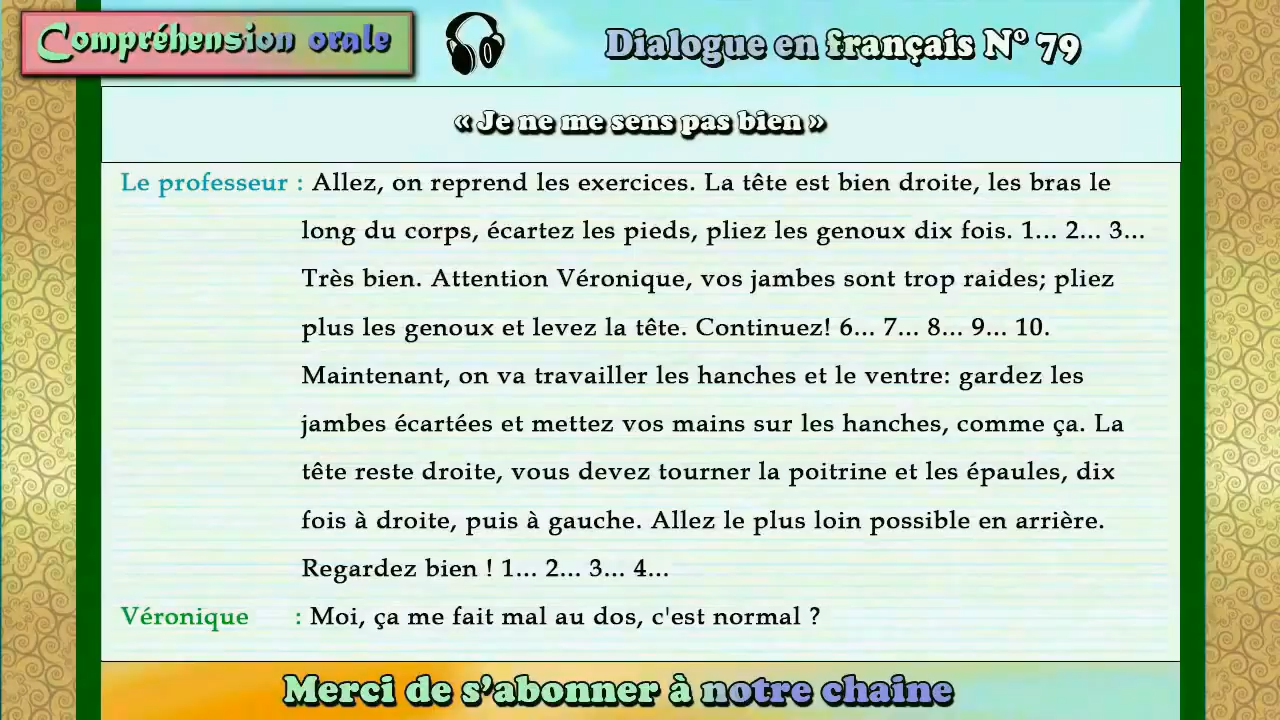 Compréhension orale
Dialogue en français N° 79
« Je ne me sens pas bien »
Le professeur : Allez, on reprend les exercices. La tête est bien droite, les bras le
long du corps, écartez les pieds, pliez les genoux dix fois. 1... 2... 3...
Très bien. Attention Véronique, vos jambes sont trop raides; pliez
plus les genoux et levez la tête. Continuez! 6... 7... 8... 9... 10.
Maintenant, on va travailler les hanches et le ventre: gardez les
jambes écartées et mettez vos mains sur les hanches, comme ça. La
tête reste droite, vous devez tourner la poitrine et les épaules, dix
fois à droite, puis à gauche. Allez le plus loin possible en arrière.
Regardez bien ! 1... 2... 3... 4...
Véronique : Moi, ça me fait mal au dos, c'est normal ?
Merci de s’abonner à notre chaine